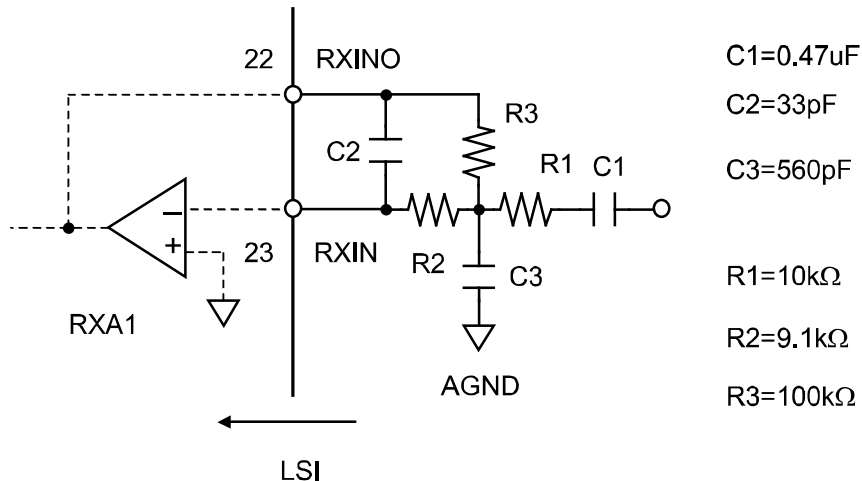 22 RXINO
C1=0.47uF
C2=33pF
C3=560pF
R3
C2
R1 C1
−
+
23 RXIN
R2
C3
RXA1
AGND
LSI
R1=10kΩ
R2=9.1kΩ
R3=100kΩ